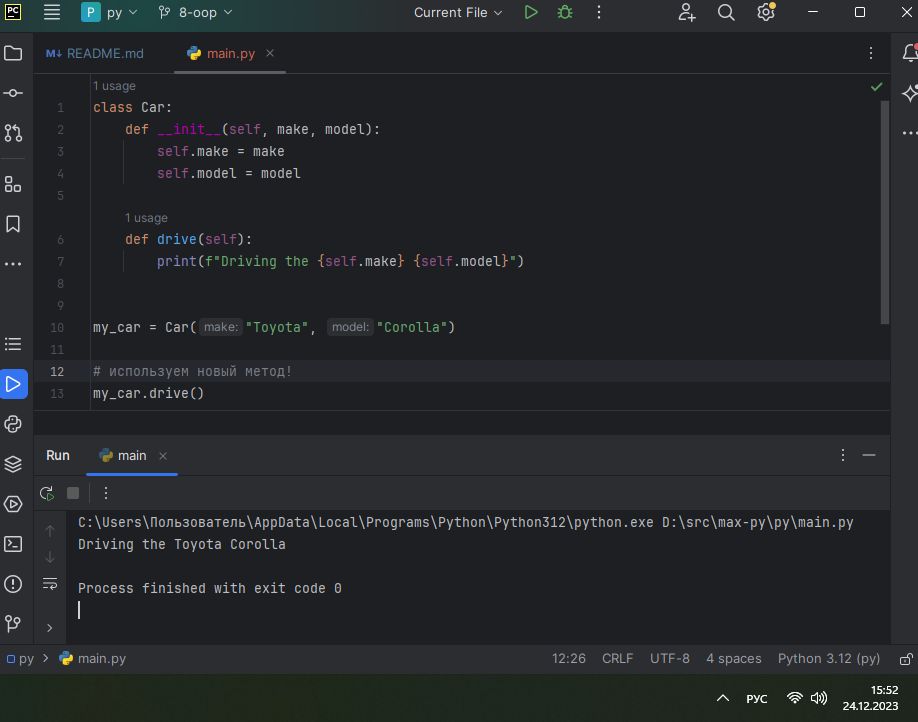 PC P py 8-oop Current File
README.md main.py
1 usage
1 class Car:
2 def __init__(self, make, model):
3 self.make = make
4 self.model = model
5
1 usage
6 def drive(self):
7 print(f"Driving the {self.make} {self.model}")
8
9
10 my_car = Car( make: "Toyota", model: "Corolla")
11
12 # используем новый метод!
13 my_car.drive()
Run main
C:\Users\Пользователь\AppData\Local\Programs\Python\Python312\python.exe D:\src\max-py\py\main.py
Driving the Toyota Corolla
Process finished with exit code 0
py > main.py 12:26 CRLF UTF-8 4 spaces Python 3.12 (py)
РУС 15:52
24.12.2023